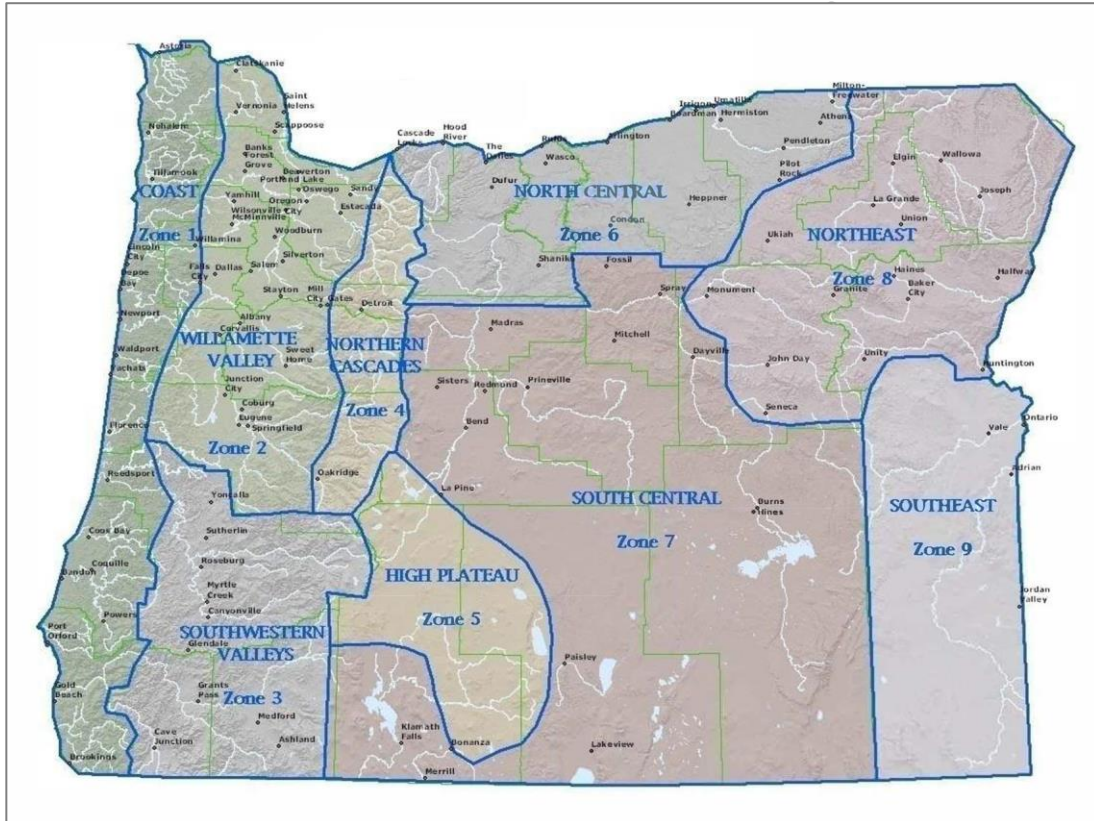 Astoria
Clatskanie
Vernonia
Saint
Helens
Scappoose
Nehalem
Banks
Forest
Grove
Beaverton
Portland Lake
Oswego
Sandy
Tillamook
COAST
Zone 1
Yamhill
Oregon
City
Wilsonville
McMinnville
Estacada
Woodburn
Willamina
Lincoln
City
Silverton
Falls
City
Dallas
Salem
Depoe
Bay
Stayton
Mill
City
Gates
Detroit
Newport
Albany
Corvallis
WILLAMETTE
VALLEY
Sweet
Home
NORTHERN
CASCADES
Zone 4
Waldport
Yachats
Junction
City
Coburg
Eugene
Springfield
Zone 2
Florence
Oakridge
Reedsport
Cascade
Locks
Hood
River
The
Dalles
Rufus
Wasco
Arlington
Boardman
Irrigon
Umatilla
Hermiston
Milton-
Freewater
Athena
Pendleton
Pilot
Rock
Dufur
NORTH CENTRAL
Zone 6
Condon
Heppner
Shaniko
Fossil
Elgin
Wallowa
Joseph
La Grande
Union
Ukiah
NORTHEAST
Zone 8
Haines
Baker
City
Halfway
Granite
Monument
Spray
Madras
Mitchell
Dayville
John Day
Unity
Huntington
Sisters
Redmond
Prineville
Bend
Seneca
Ontario
Vale
Adrian
La Pine
SOUTH CENTRAL
Zone 7
Burns
Hines
SOUTHEAST
Zone 9
Jordan
Valley
Yoncalla
Sutherlin
Coos Bay
Roseburg
Coquille
Bandon
Myrtle
Creek
Canyonville
Powers
HIGH PLATEAU
Zone 5
Port
Orford
SOUTHWESTERN
VALLEYS
Glendale
Zone 3
Gold
Beach
Grants
Pass
Medford
Cave
Junction
Ashland
Brookings
Paisley
Klamath
Falls
Bonanza
Merrill
Lakeview